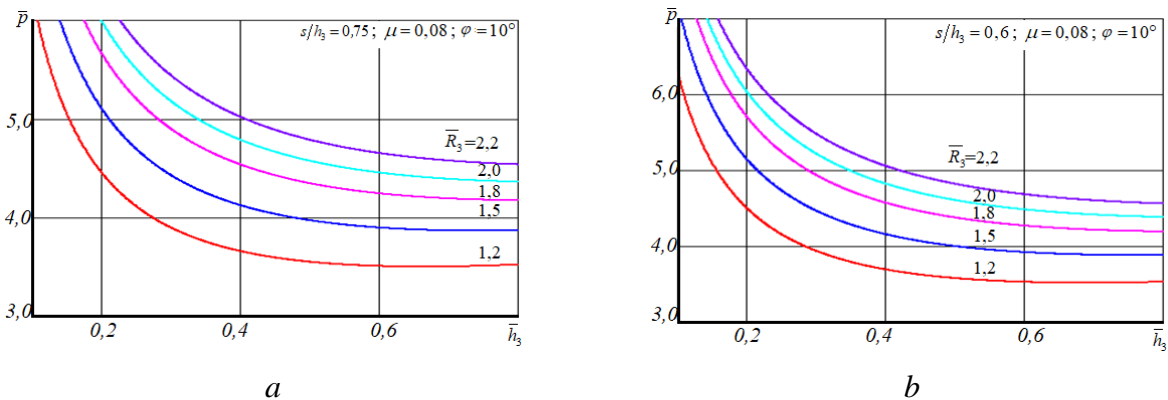 p̅
s/h₃ = 0,75 ; μ = 0,08 ; φ = 10°
5,0
R̅₃=2,2
2,0
1,8
4,0
1,5
1,2
3,0
0,2
0,4
0,6
h̅₃
a
p̅
s/h₃ = 0,6 ; μ = 0,08 ; φ = 10°
6,0
5,0
R̅₃=2,2
2,0
1,8
4,0
1,5
1,2
3,0
0,2
0,4
0,6
h̅₃
b